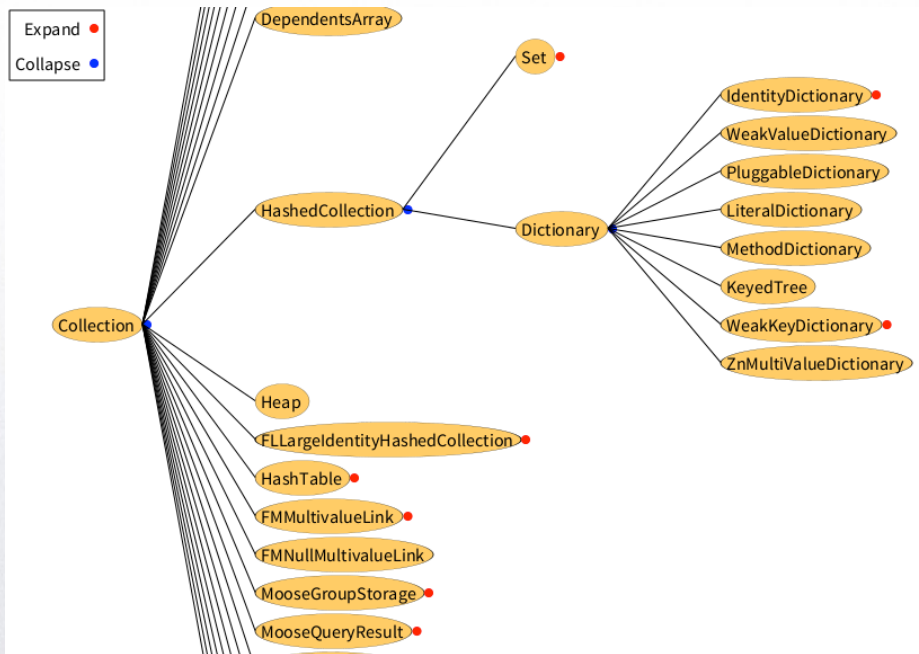 Expand
Collapse
DependentsArray
Set
IdentityDictionary
WeakValueDictionary
PluggableDictionary
HashedCollection
LiteralDictionary
Dictionary
MethodDictionary
KeyedTree
Collection
WeakKeyDictionary
ZnMultiValueDictionary
Heap
FLLargeIdentityHashedCollection
HashTable
FMMultivalueLink
FMNullMultivalueLink
MooseGroupStorage
MooseQueryResult